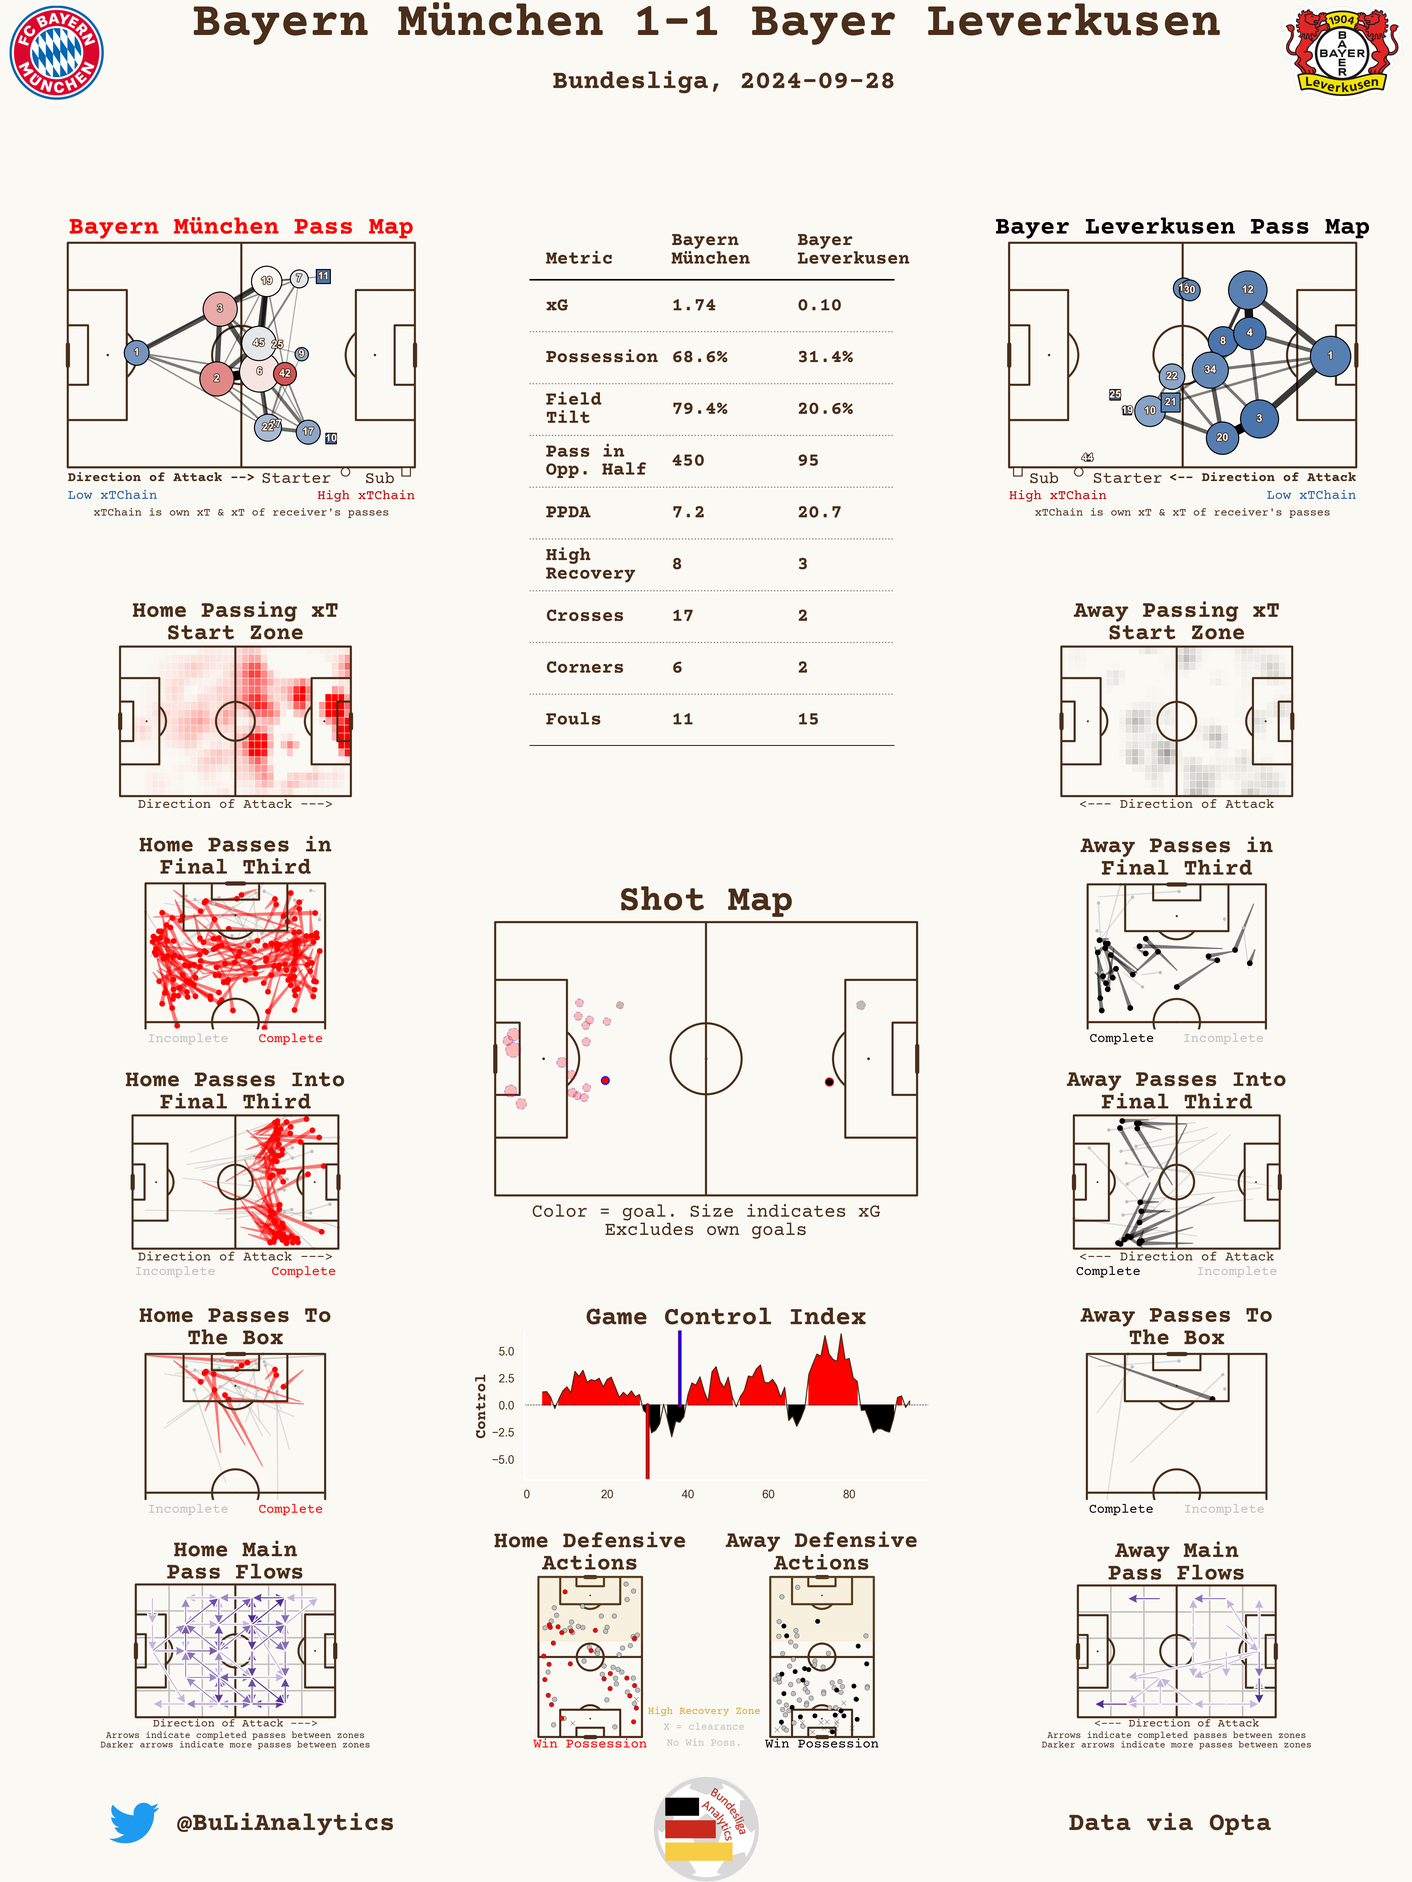 Bayern München 1-1 Bayer Leverkusen
Bundesliga, 2024-09-28
FC BAYERN
MÜNCHEN
1904
BAYER
BAYER
Leverkusen
Bayern München Pass Map
19
7
11
3
45
25
1
9
2
6
42
22
27
17
10
Direction of Attack --> Starter Sub
Low xTChain High xTChain
xTChain is own xT & xT of receiver's passes
Metric Bayern München Bayer Leverkusen
xG 1.74 0.10
Possession 68.6% 31.4%
Field Tilt 79.4% 20.6%
Pass in Opp. Half 450 95
PPDA 7.2 20.7
High Recovery 8 3
Crosses 17 2
Corners 6 2
Fouls 11 15
Bayer Leverkusen Pass Map
30
12
8
4
1
34
22
25
19
10
21
3
20
44
Sub Starter <-- Direction of Attack
High xTChain Low xTChain
xTChain is own xT & xT of receiver's passes
Home Passing xT
Start Zone
Direction of Attack --->
Away Passing xT
Start Zone
<--- Direction of Attack
Home Passes in
Final Third
Incomplete Complete
Away Passes in
Final Third
Complete Incomplete
Shot Map
Color = goal. Size indicates xG
Excludes own goals
Home Passes Into
Final Third
Direction of Attack --->
Incomplete Complete
Away Passes Into
Final Third
<--- Direction of Attack
Complete Incomplete
Home Passes To
The Box
Incomplete Complete
Game Control Index
Control
5.0
2.5
0.0
−2.5
−5.0
0 20 40 60 80
Away Passes To
The Box
Complete Incomplete
Home Main
Pass Flows
Direction of Attack --->
Arrows indicate completed passes between zones
Darker arrows indicate more passes between zones
Home Defensive
Actions
Win Possession
High Recovery Zone
X = clearance
No Win Poss.
Away Defensive
Actions
Win Possession
Away Main
Pass Flows
<--- Direction of Attack
Arrows indicate completed passes between zones
Darker arrows indicate more passes between zones
@BuLiAnalytics
Bundesliga
Analytics
Data via Opta